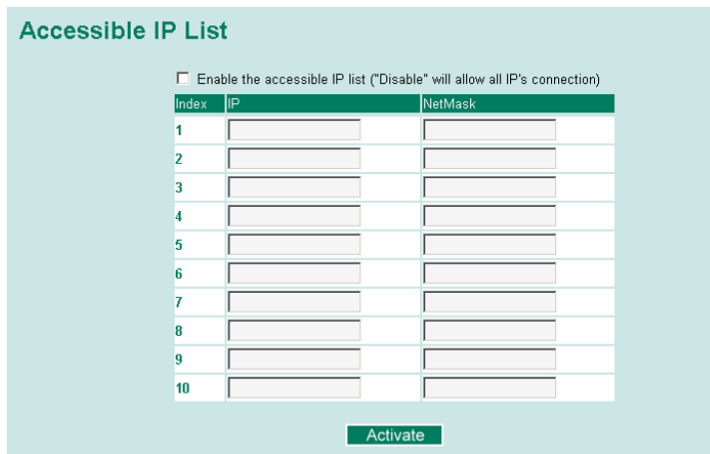 Accessible IP List
Enable the accessible IP list ("Disable" will allow all IP's connection)
Index IP NetMask
1
2
3
4
5
6
7
8
9
10
Activate